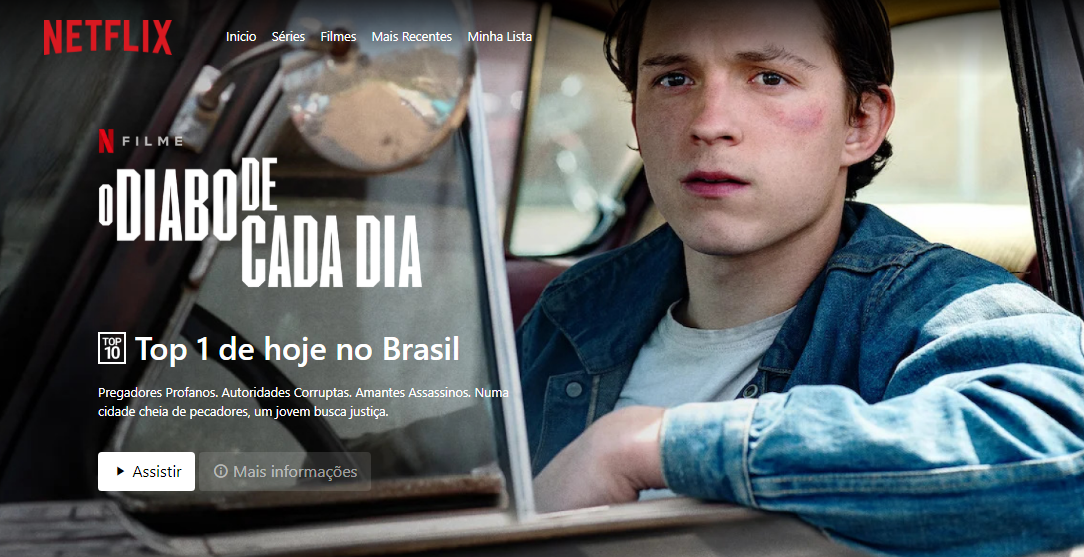 NETFLIX
Inicio Séries Filmes Mais Recentes Minha Lista
N FILME
O DIABO DE
CADA DIA
TOP
10
Top 1 de hoje no Brasil
Pregadores Profanos. Autoridades Corruptas. Amantes Assassinos. Numa
cidade cheia de pecadores, um jovem busca justiça.
Assistir Mais informações